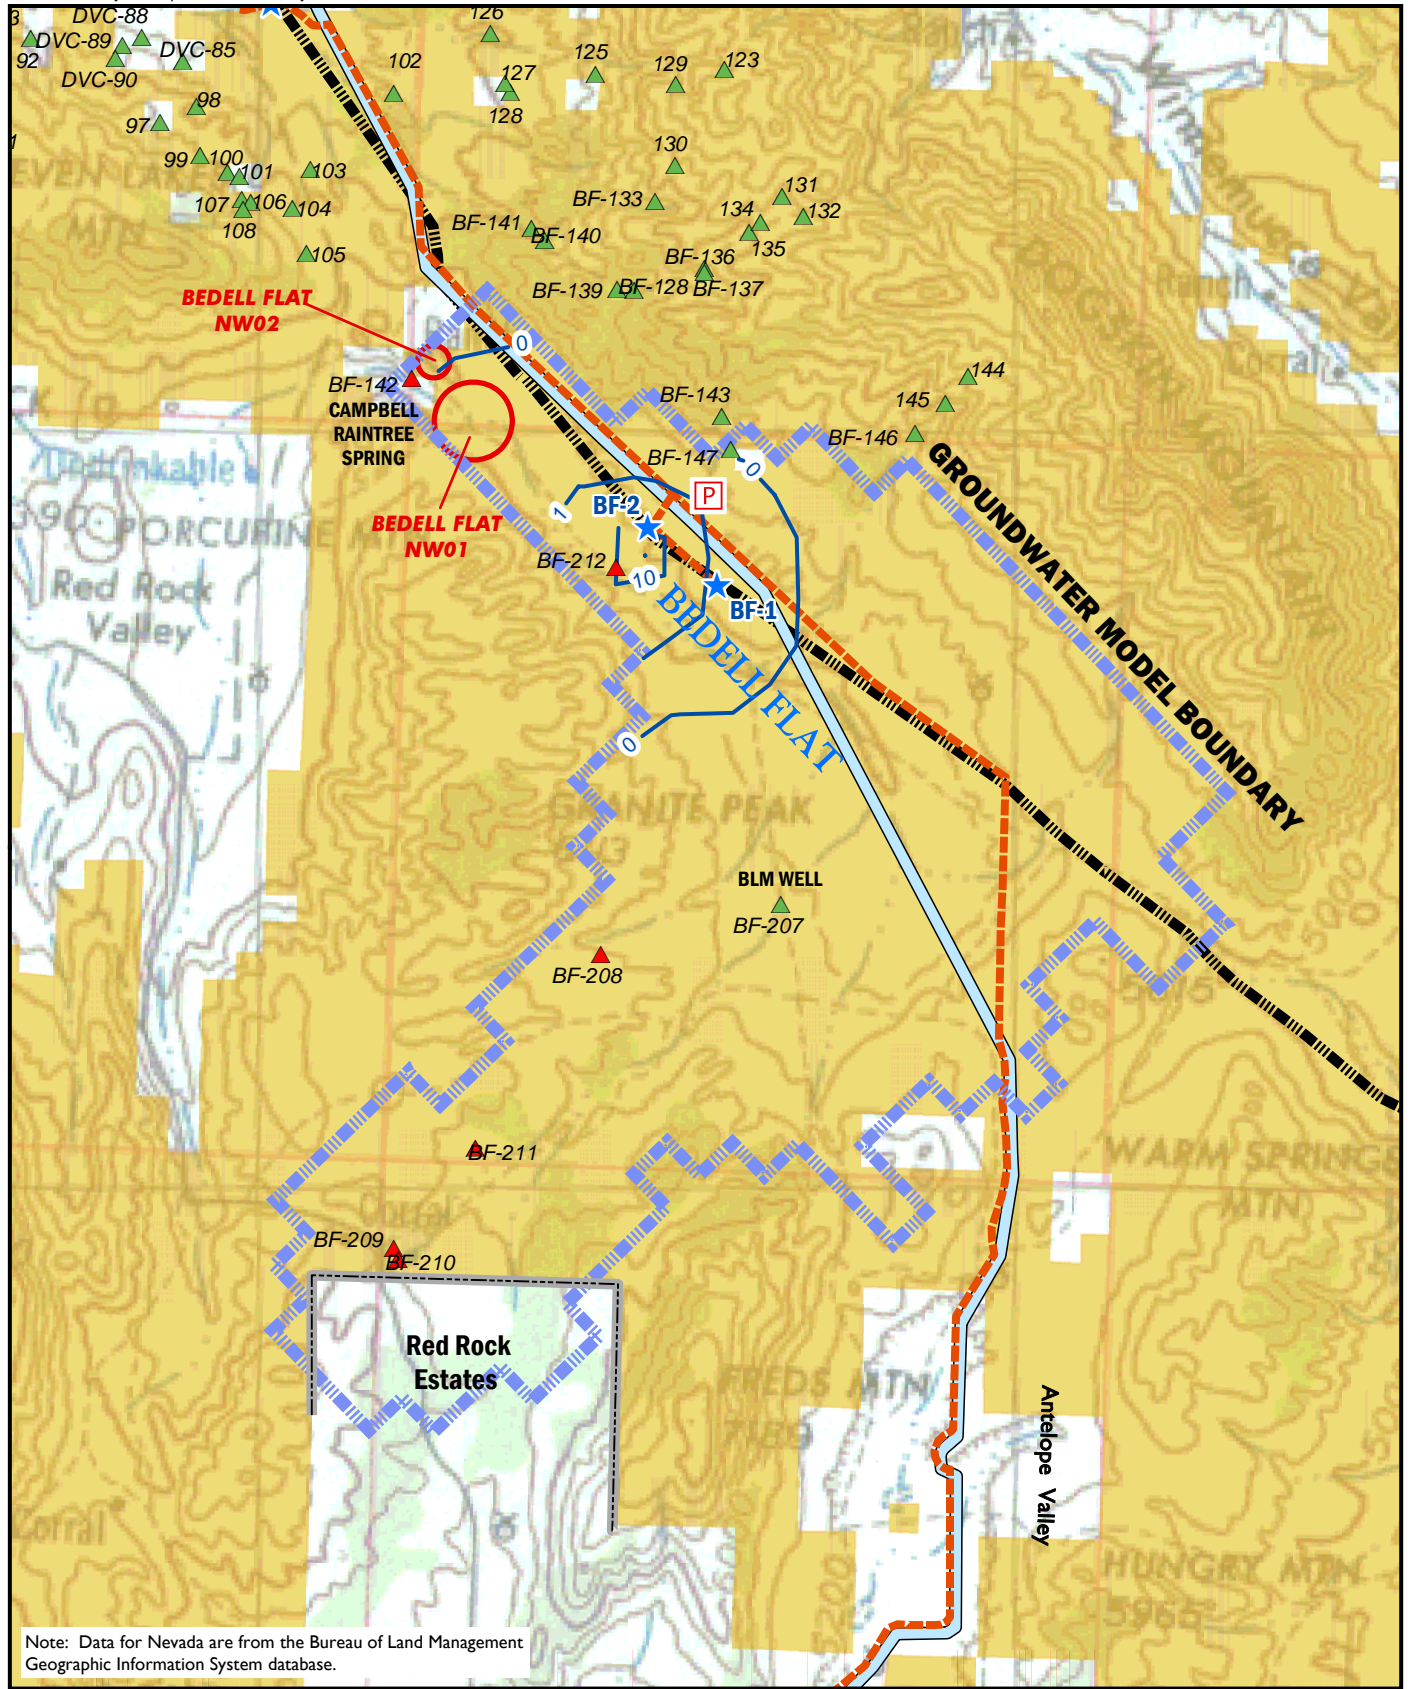 DVC-88
126
3
DVC-89
92
DVC-85
DVC-90
102
125
127
129
123
128
98
97
1
130
99
100
101
103
107
106
104
108
105
BF-133
131
134
132
135
BF-141
BF-140
BF-136
BF-139
BF-128
BF-137
BEDELL FLAT
NW02
0
144
BF-142
BF-143
145
CAMPBELL
RAINTREE
SPRING
BF-146
BF-147
0
GROUNDWATER MODEL BOUNDARY
P
1
BF-2
BEDELL FLAT
NW01
PORCUPINE
BF-212
10
BF-1
Red Rock
Valley
BEDELL FLAT
0
GRANITE PEAK
BLM WELL
BF-207
BF-208
BF-211
WARM SPRINGS
MTN
Corral
BF-209
BF-210
Red Rock
Estates
MTN
Antelope Valley
Corral
HUNGRY MTN
Note: Data for Nevada are from the Bureau of Land Management
Geographic Information System database.